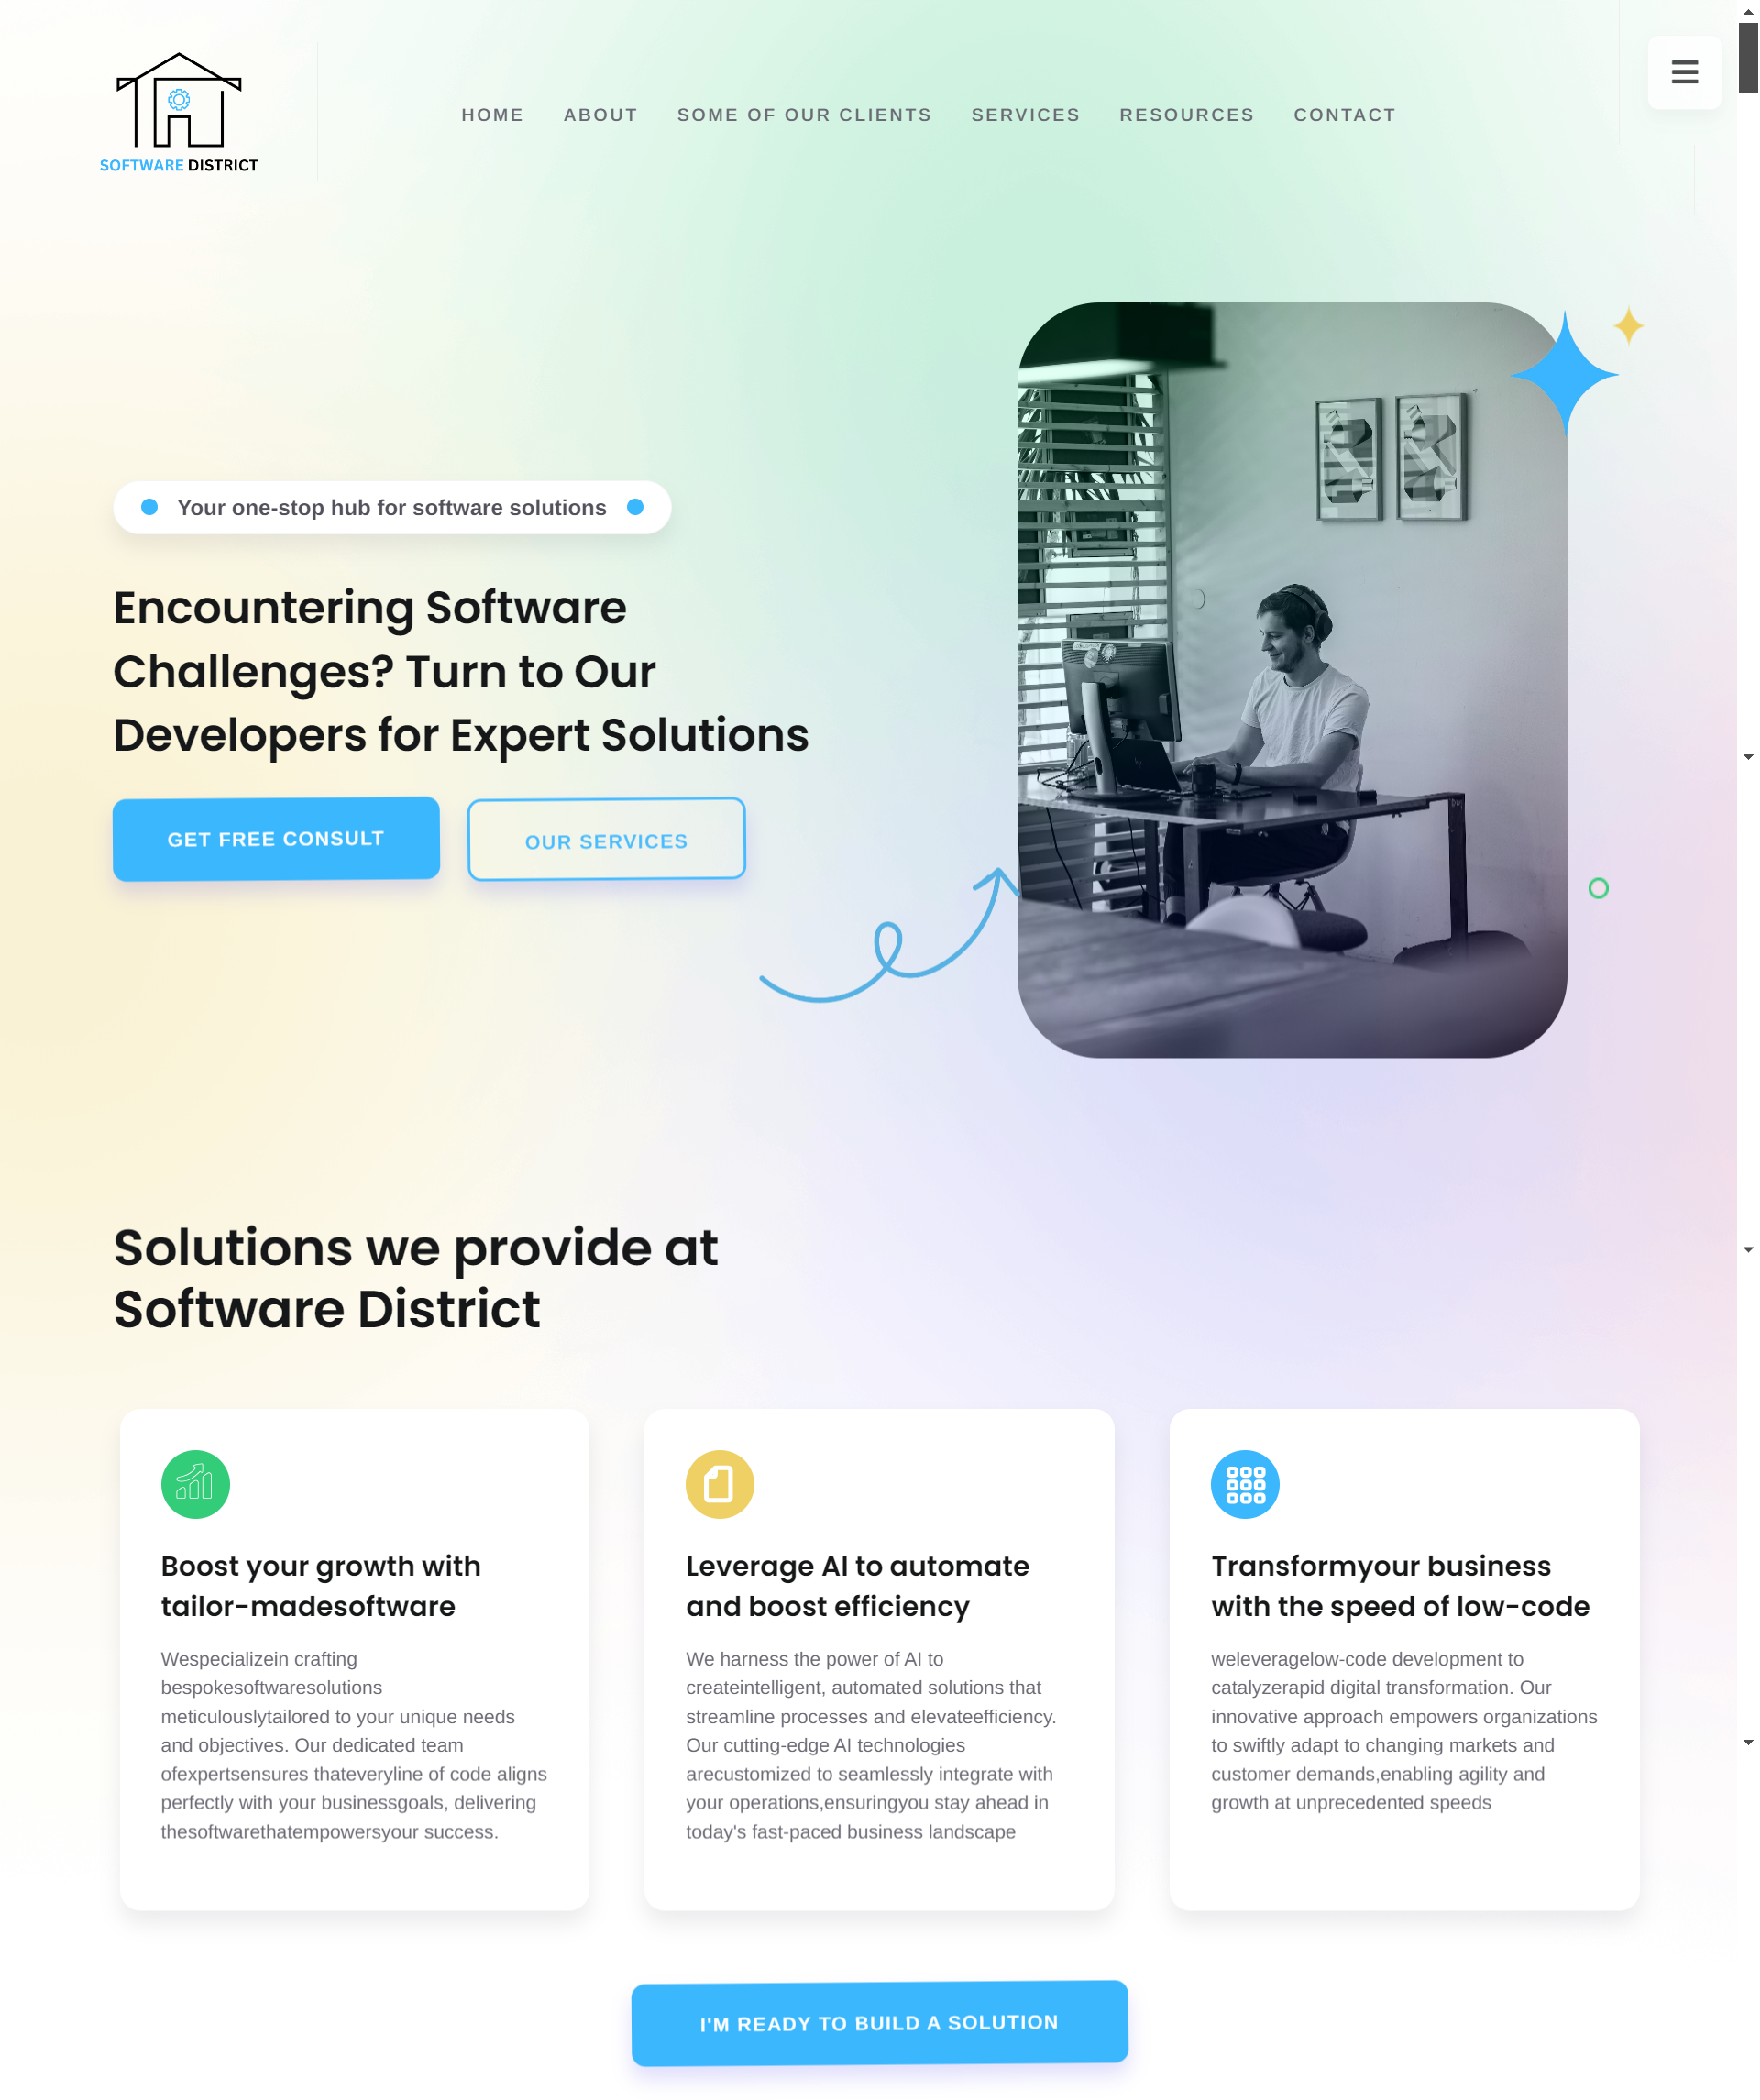 SOFTWARE DISTRICT
HOME ABOUT SOME OF OUR CLIENTS SERVICES RESOURCES CONTACT
Your one-stop hub for software solutions
Encountering Software
Challenges? Turn to Our
Developers for Expert Solutions
GET FREE CONSULT
OUR SERVICES
Solutions we provide at
Software District
Boost your growth with
tailor-madesoftware
Wespecializein crafting
bespokesoftwaresolutions
meticulouslytailored to your unique needs
and objectives. Our dedicated team
ofexpertsensures thateveryline of code aligns
perfectly with your businessgoals, delivering
thesoftwarethatempowersyour success.
Leverage AI to automate
and boost efficiency
We harness the power of AI to
createintelligent, automated solutions that
streamline processes and elevateefficiency.
Our cutting-edge AI technologies
arecustomized to seamlessly integrate with
your operations,ensuringyou stay ahead in
today's fast-paced business landscape
Transformyour business
with the speed of low-code
weleveragelow-code development to
catalyzerapid digital transformation. Our
innovative approach empowers organizations
to swiftly adapt to changing markets and
customer demands,enabling agility and
growth at unprecedented speeds
I'M READY TO BUILD A SOLUTION